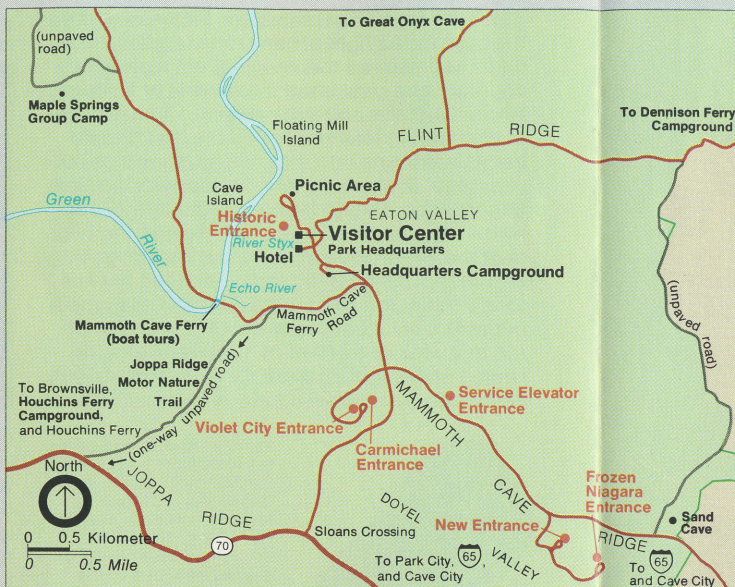 (unpaved
road)
To Great Onyx Cave
Maple Springs
Group Camp
Floating Mill
Island
FLINT
RIDGE
To Dennison Ferry
Campground
Picnic Area
Cave
Island
Green
River
Historic
Entrance
EATON VALLEY
Visitor Center
Park Headquarters
River Styx
Hotel
Headquarters Campground
Echo River
Mammoth Cave
Ferry
Road
Mammoth Cave Ferry
(boat tours)
(unpaved road)
Joppa Ridge
Motor Nature
Trail
(one-way unpaved road)
To Brownsville,
Houchins Ferry
Campground,
and Houchins Ferry
Service Elevator
Entrance
Violet City Entrance
Carmichael
Entrance
MAMMOTH
CAVE
RIDGE
Frozen
Niagara
Entrance
North
JOPPA
RIDGE
DOYEL
VALLEY
New Entrance
Sand
Cave
0 0.5 Kilometer
0 0.5 Mile
70
Sloans Crossing
To Park City, 65,
and Cave City
To 65
and Cave City